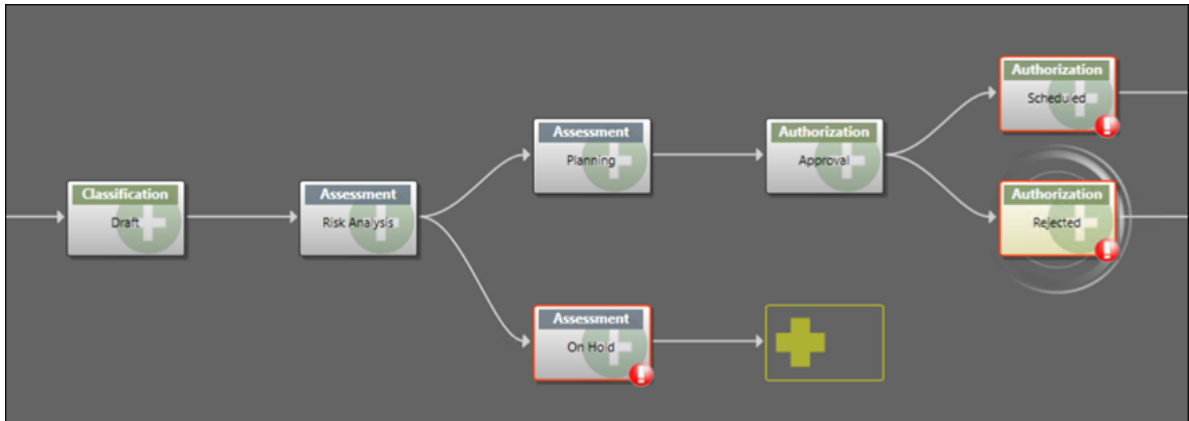 Classification
Draft
Assessment
Risk Analysis
Assessment
Planning
Assessment
On Hold
Authorization
Approval
Authorization
Scheduled
Authorization
Rejected